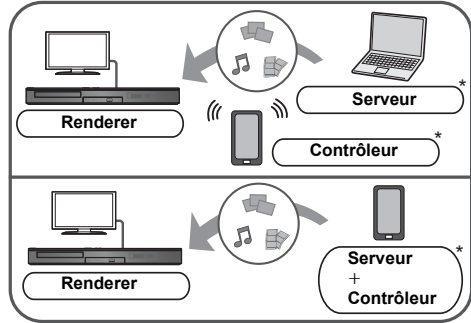 Serveur*
Renderer
Contrôleur*
Renderer
Serveur*
+
Contrôleur